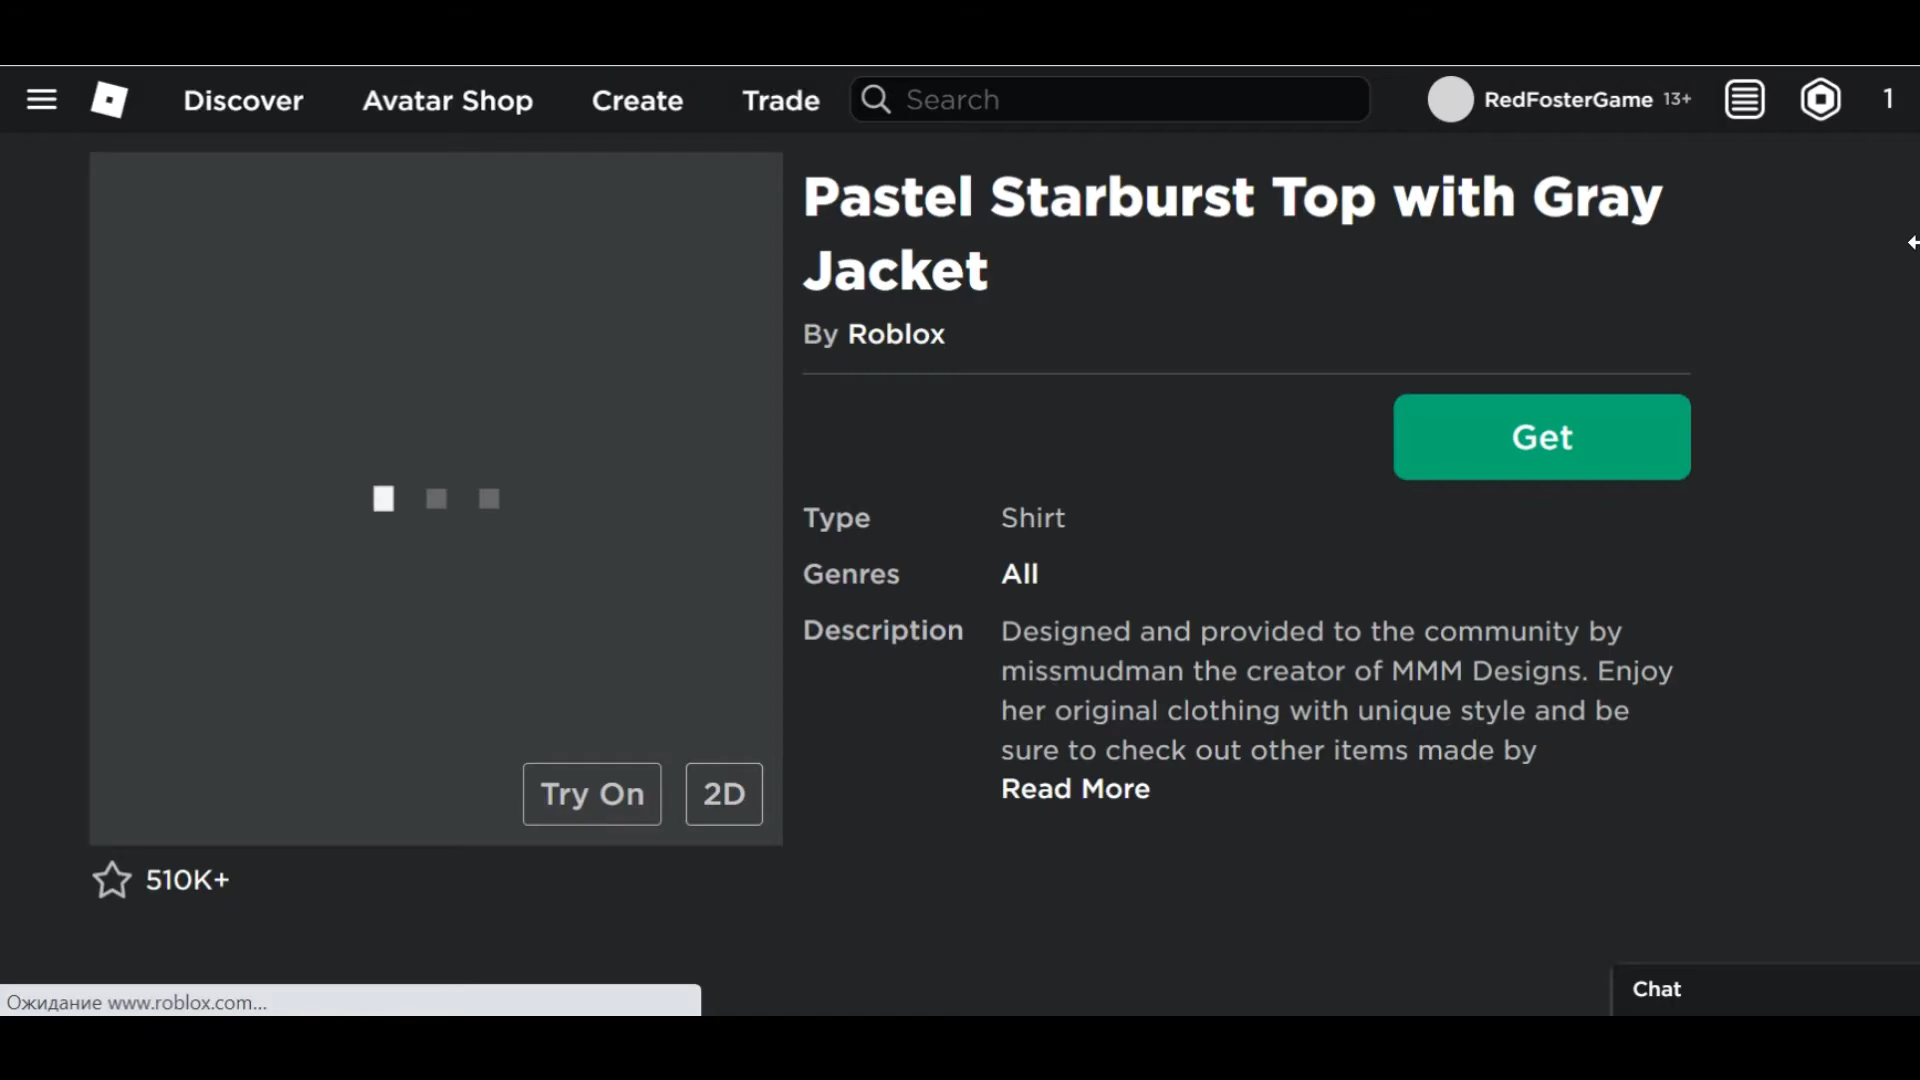 Discover Avatar Shop Create Trade Search RedFosterGame 13+ 1
Pastel Starburst Top with Gray
Jacket
By Roblox
Get
Type Shirt
Genres All
Description Designed and provided to the community by
missmudman the creator of MMM Designs. Enjoy
her original clothing with unique style and be
sure to check out other items made by
Read More
Try On 2D
510K+
Chat
Ожидание www.roblox.com...